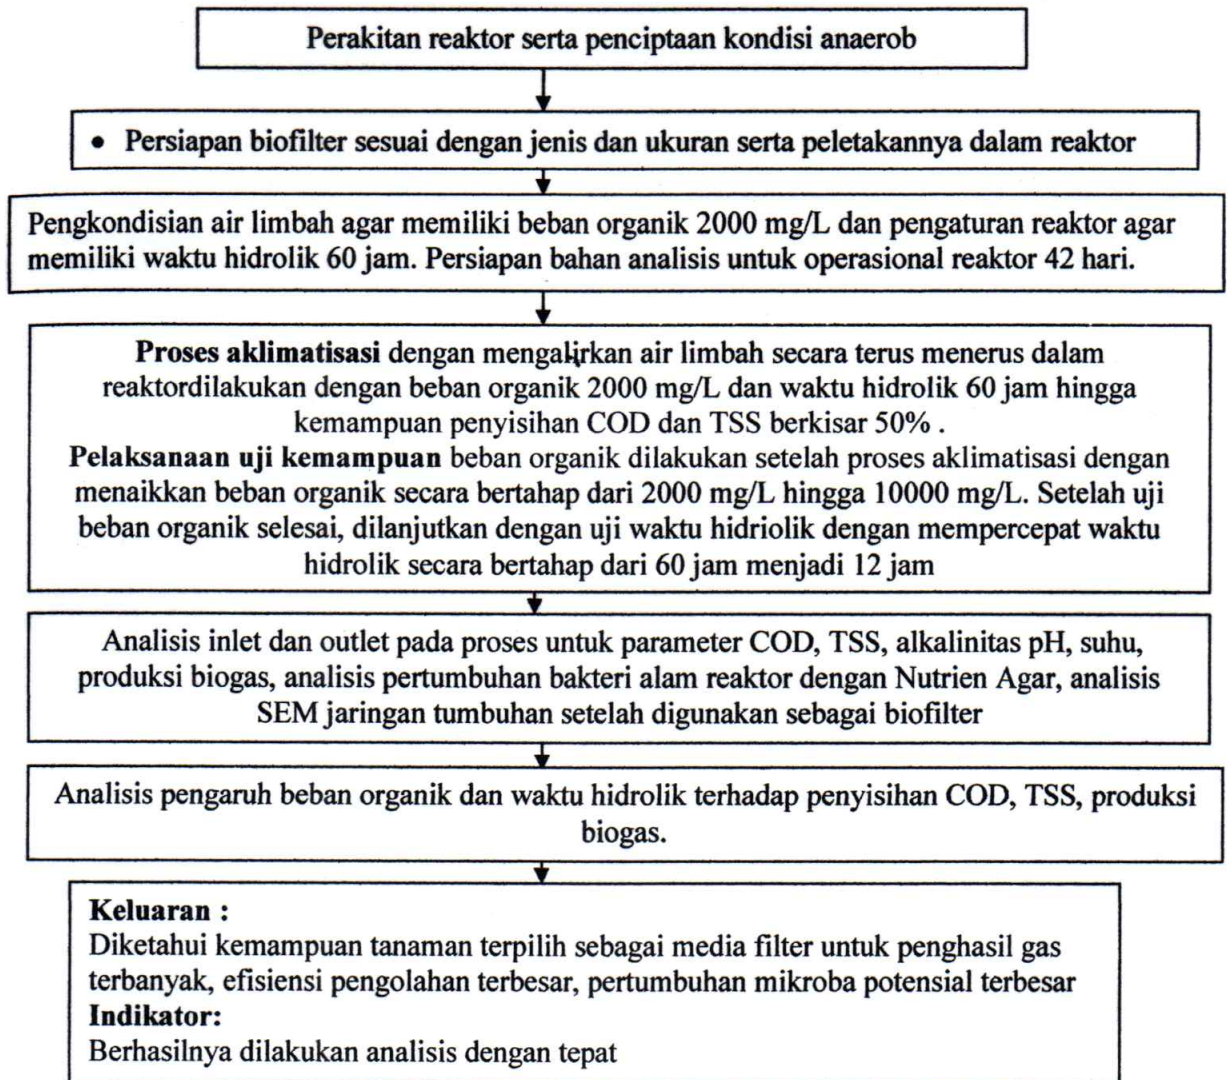 Perakitan reaktor serta penciptaan kondisi anaerob
• Persiapan biofilter sesuai dengan jenis dan ukuran serta peletakannya dalam reaktor
Pengkondisian air limbah agar memiliki beban organik 2000 mg/L dan pengaturan reaktor agar
memiliki waktu hidrolik 60 jam. Persiapan bahan analisis untuk operasional reaktor 42 hari.
Proses aklimatisasi dengan mengalirkan air limbah secara terus menerus dalam
reaktordilakukan dengan beban organik 2000 mg/L dan waktu hidrolik 60 jam hingga
kemampuan penyisihan COD dan TSS berkisar 50% .
Pelaksanaan uji kemampuan beban organik dilakukan setelah proses aklimatisasi dengan
menaikkan beban organik secara bertahap dari 2000 mg/L hingga 10000 mg/L. Setelah uji
beban organik selesai, dilanjutkan dengan uji waktu hidriolik dengan mempercepat waktu
hidrolik secara bertahap dari 60 jam menjadi 12 jam
Analisis inlet dan outlet pada proses untuk parameter COD, TSS, alkalinitas pH, suhu,
produksi biogas, analisis pertumbuhan bakteri alam reaktor dengan Nutrien Agar, analisis
SEM jaringan tumbuhan setelah digunakan sebagai biofilter
Analisis pengaruh beban organik dan waktu hidrolik terhadap penyisihan COD, TSS, produksi
biogas.
Keluaran :
Diketahui kemampuan tanaman terpilih sebagai media filter untuk penghasil gas
terbanyak, efisiensi pengolahan terbesar, pertumbuhan mikroba potensial terbesar
Indikator:
Berhasilnya dilakukan analisis dengan tepat